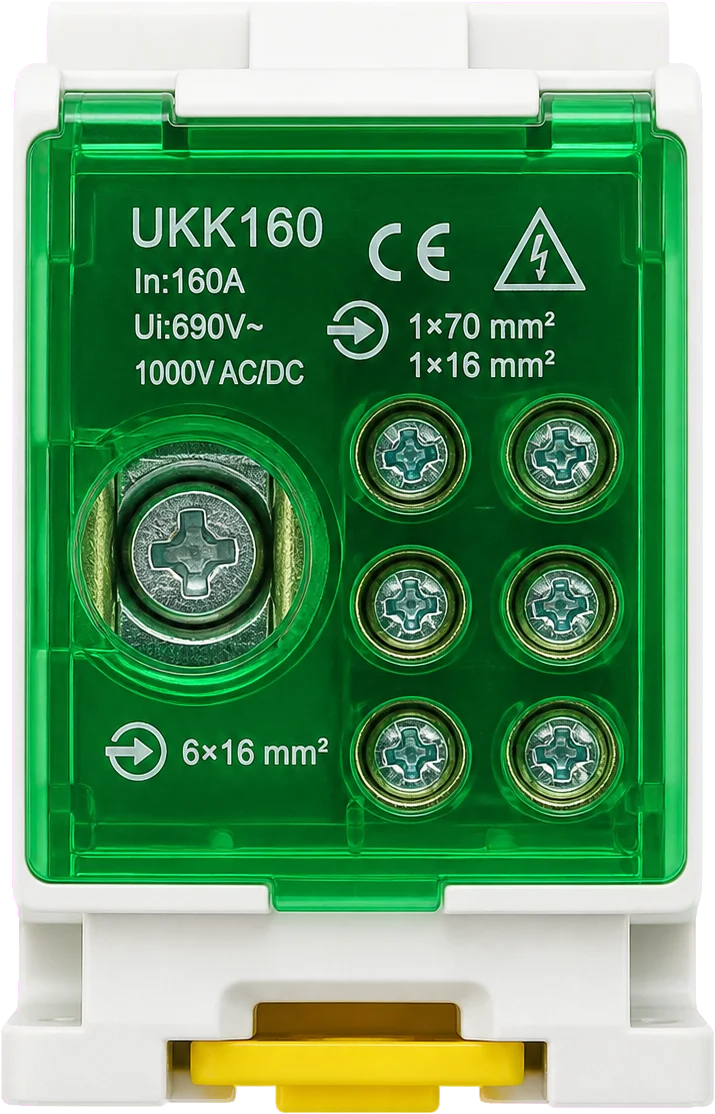 UKK160
CE
In:160A
Ui:690V~
1×70 mm²
1000V AC/DC
1×16 mm²
6×16 mm²